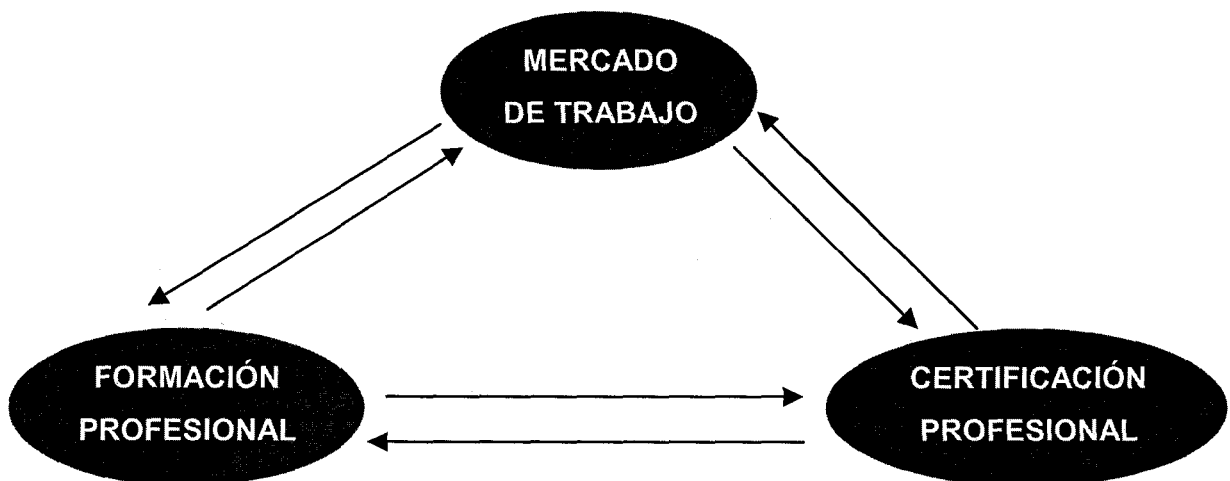 MERCADO
DE TRABAJO
FORMACIÓN
PROFESIONAL
CERTIFICACIÓN
PROFESIONAL